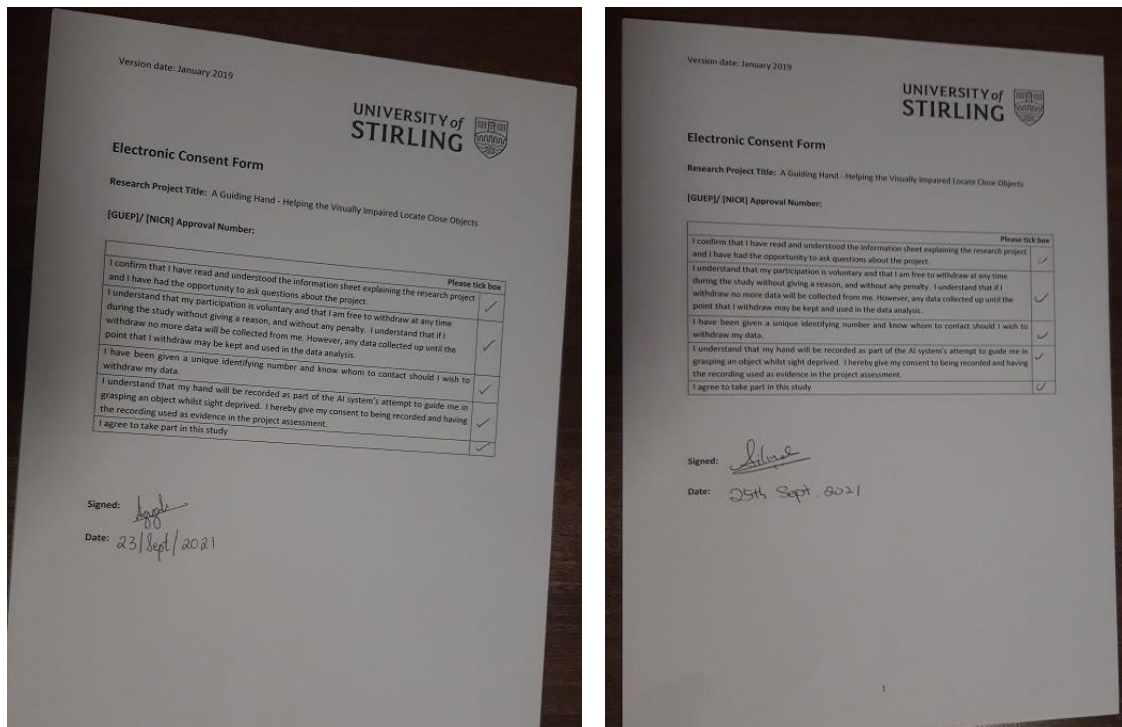 Version date: January 2019
UNIVERSITY of
STIRLING
Electronic Consent Form
Research Project Title: A Guiding Hand - Helping the Visually Impaired Locate Close Objects
[GUEP]/ [NICR] Approval Number:
Please tick box
I confirm that I have read and understood the information sheet explaining the research project
and I have had the opportunity to ask questions about the project.
I understand that my participation is voluntary and that I am free to withdraw at any time
during the study without giving a reason, and without any penalty. I understand that if I
withdraw no more data will be collected from me. However, any data collected up until the
point that I withdraw may be kept and used in the data analysis.
I have been given a unique identifying number and know whom to contact should I wish to
withdraw my data.
I understand that my hand will be recorded as part of the AI system's attempt to guide me in
grasping an object whilst sight deprived. I hereby give my consent to being recorded and having
the recording used as evidence in the project assessment.
I agree to take part in this study
Signed:
Date: 23/Sept/2021
Version date: January 2019
UNIVERSITY of
STIRLING
Electronic Consent Form
Research Project Title: A Guiding Hand - Helping the Visually Impaired Locate Close Objects
[GUEP]/ [NICR] Approval Number:
Please tick box
I confirm that I have read and understood the information sheet explaining the research project
and I have had the opportunity to ask questions about the project.
I understand that my participation is voluntary and that I am free to withdraw at any time
during the study without giving a reason, and without any penalty. I understand that if I
withdraw no more data will be collected from me. However, any data collected up until the
point that I withdraw may be kept and used in the data analysis.
I have been given a unique identifying number and know whom to contact should I wish to
withdraw my data.
I understand that my hand will be recorded as part of the AI system's attempt to guide me in
grasping an object whilst sight deprived. I hereby give my consent to being recorded and having
the recording used as evidence in the project assessment.
I agree to take part in this study
Signed:
Date: 25th Sept. 2021
1